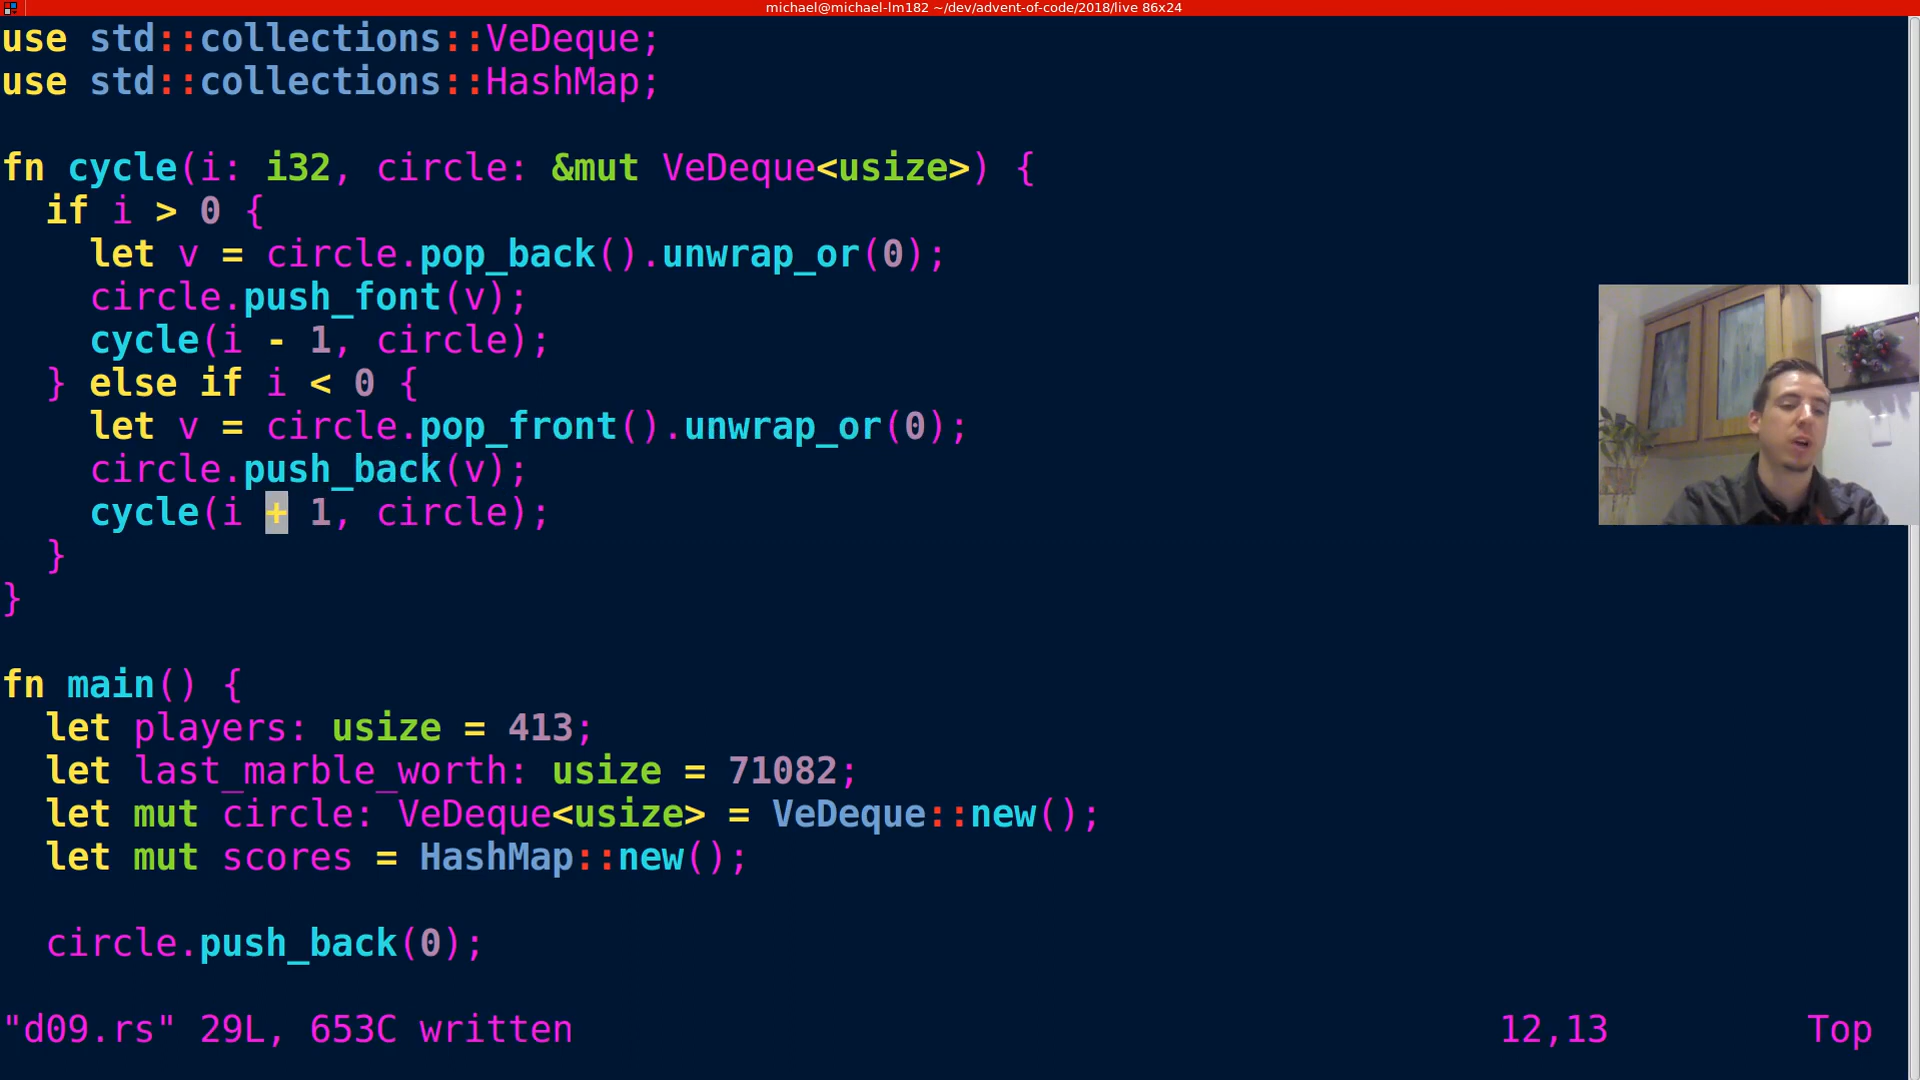 michael@michael-lm182 ~/dev/advent-of-code/2018/live 86x24
use std::collections::VeDeque;
use std::collections::HashMap;
fn cycle(i: i32, circle: &mut VeDeque<usize>) {
  if i > 0 {
    let v = circle.pop_back().unwrap_or(0);
    circle.push_font(v);
    cycle(i - 1, circle);
  } else if i < 0 {
    let v = circle.pop_front().unwrap_or(0);
    circle.push_back(v);
    cycle(i + 1, circle);
  }
}
fn main() {
  let players: usize = 413;
  let last_marble_worth: usize = 71082;
  let mut circle: VeDeque<usize> = VeDeque::new();
  let mut scores = HashMap::new();
  circle.push_back(0);
"d09.rs" 29L, 653C written 12,13 Top